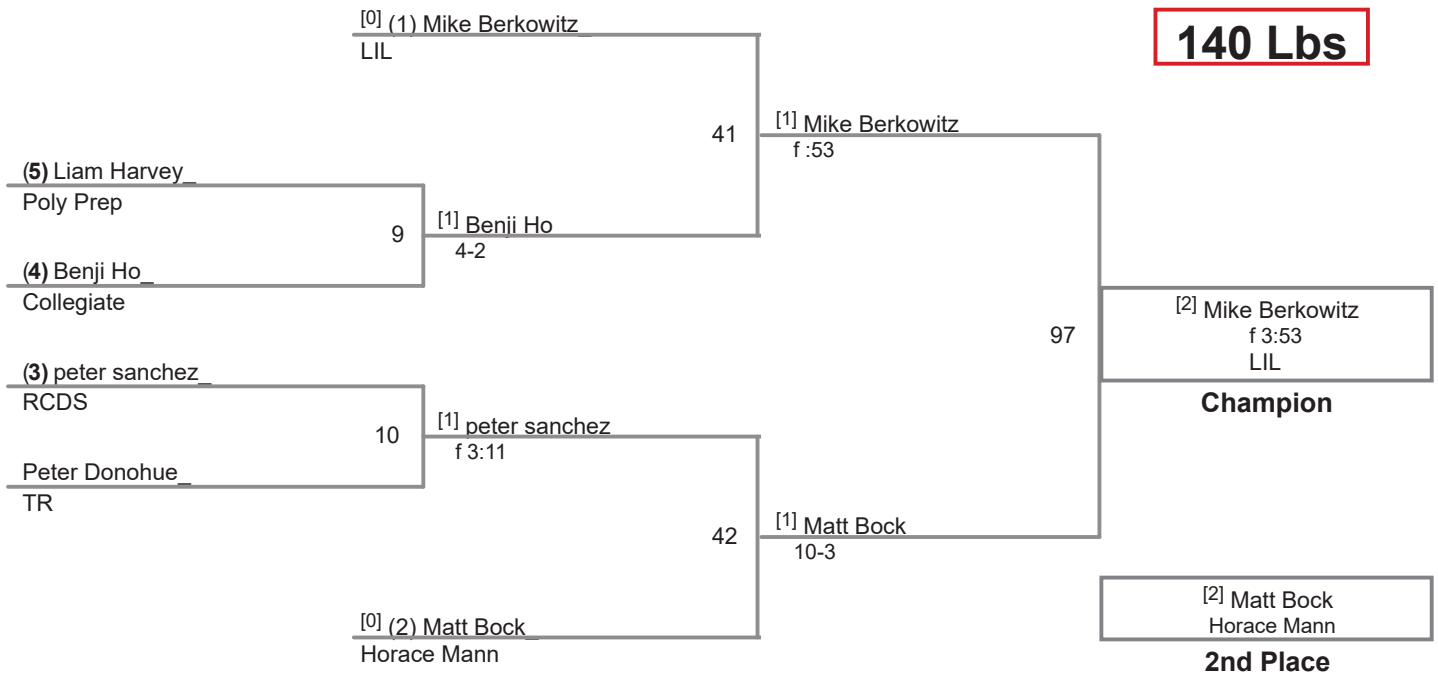 140 Lbs
[0] (1) Mike Berkowitz_
LIL
41
[1] Mike Berkowitz
f :53
(5) Liam Harvey_
Poly Prep
9
[1] Benji Ho
4-2
(4) Benji Ho_
Collegiate
97
[2] Mike Berkowitz
f 3:53
LIL
Champion
(3) peter sanchez_
RCDS
10
[1] peter sanchez
f 3:11
Peter Donohue_
TR
42
[1] Matt Bock
10-3
[0] (2) Matt Bock_
Horace Mann
[2] Matt Bock
Horace Mann
2nd Place